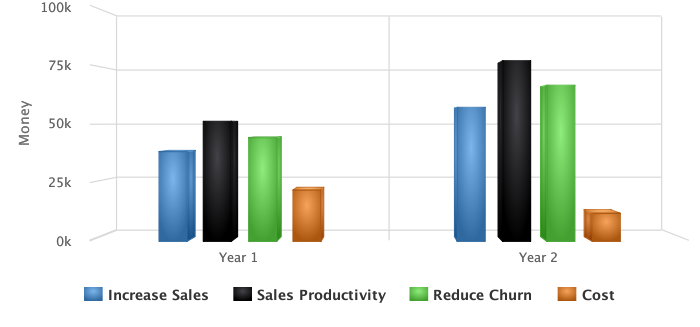 100k
75k
50k
25k
0k
Money
Year 1
Year 2
Increase Sales
Sales Productivity
Reduce Churn
Cost